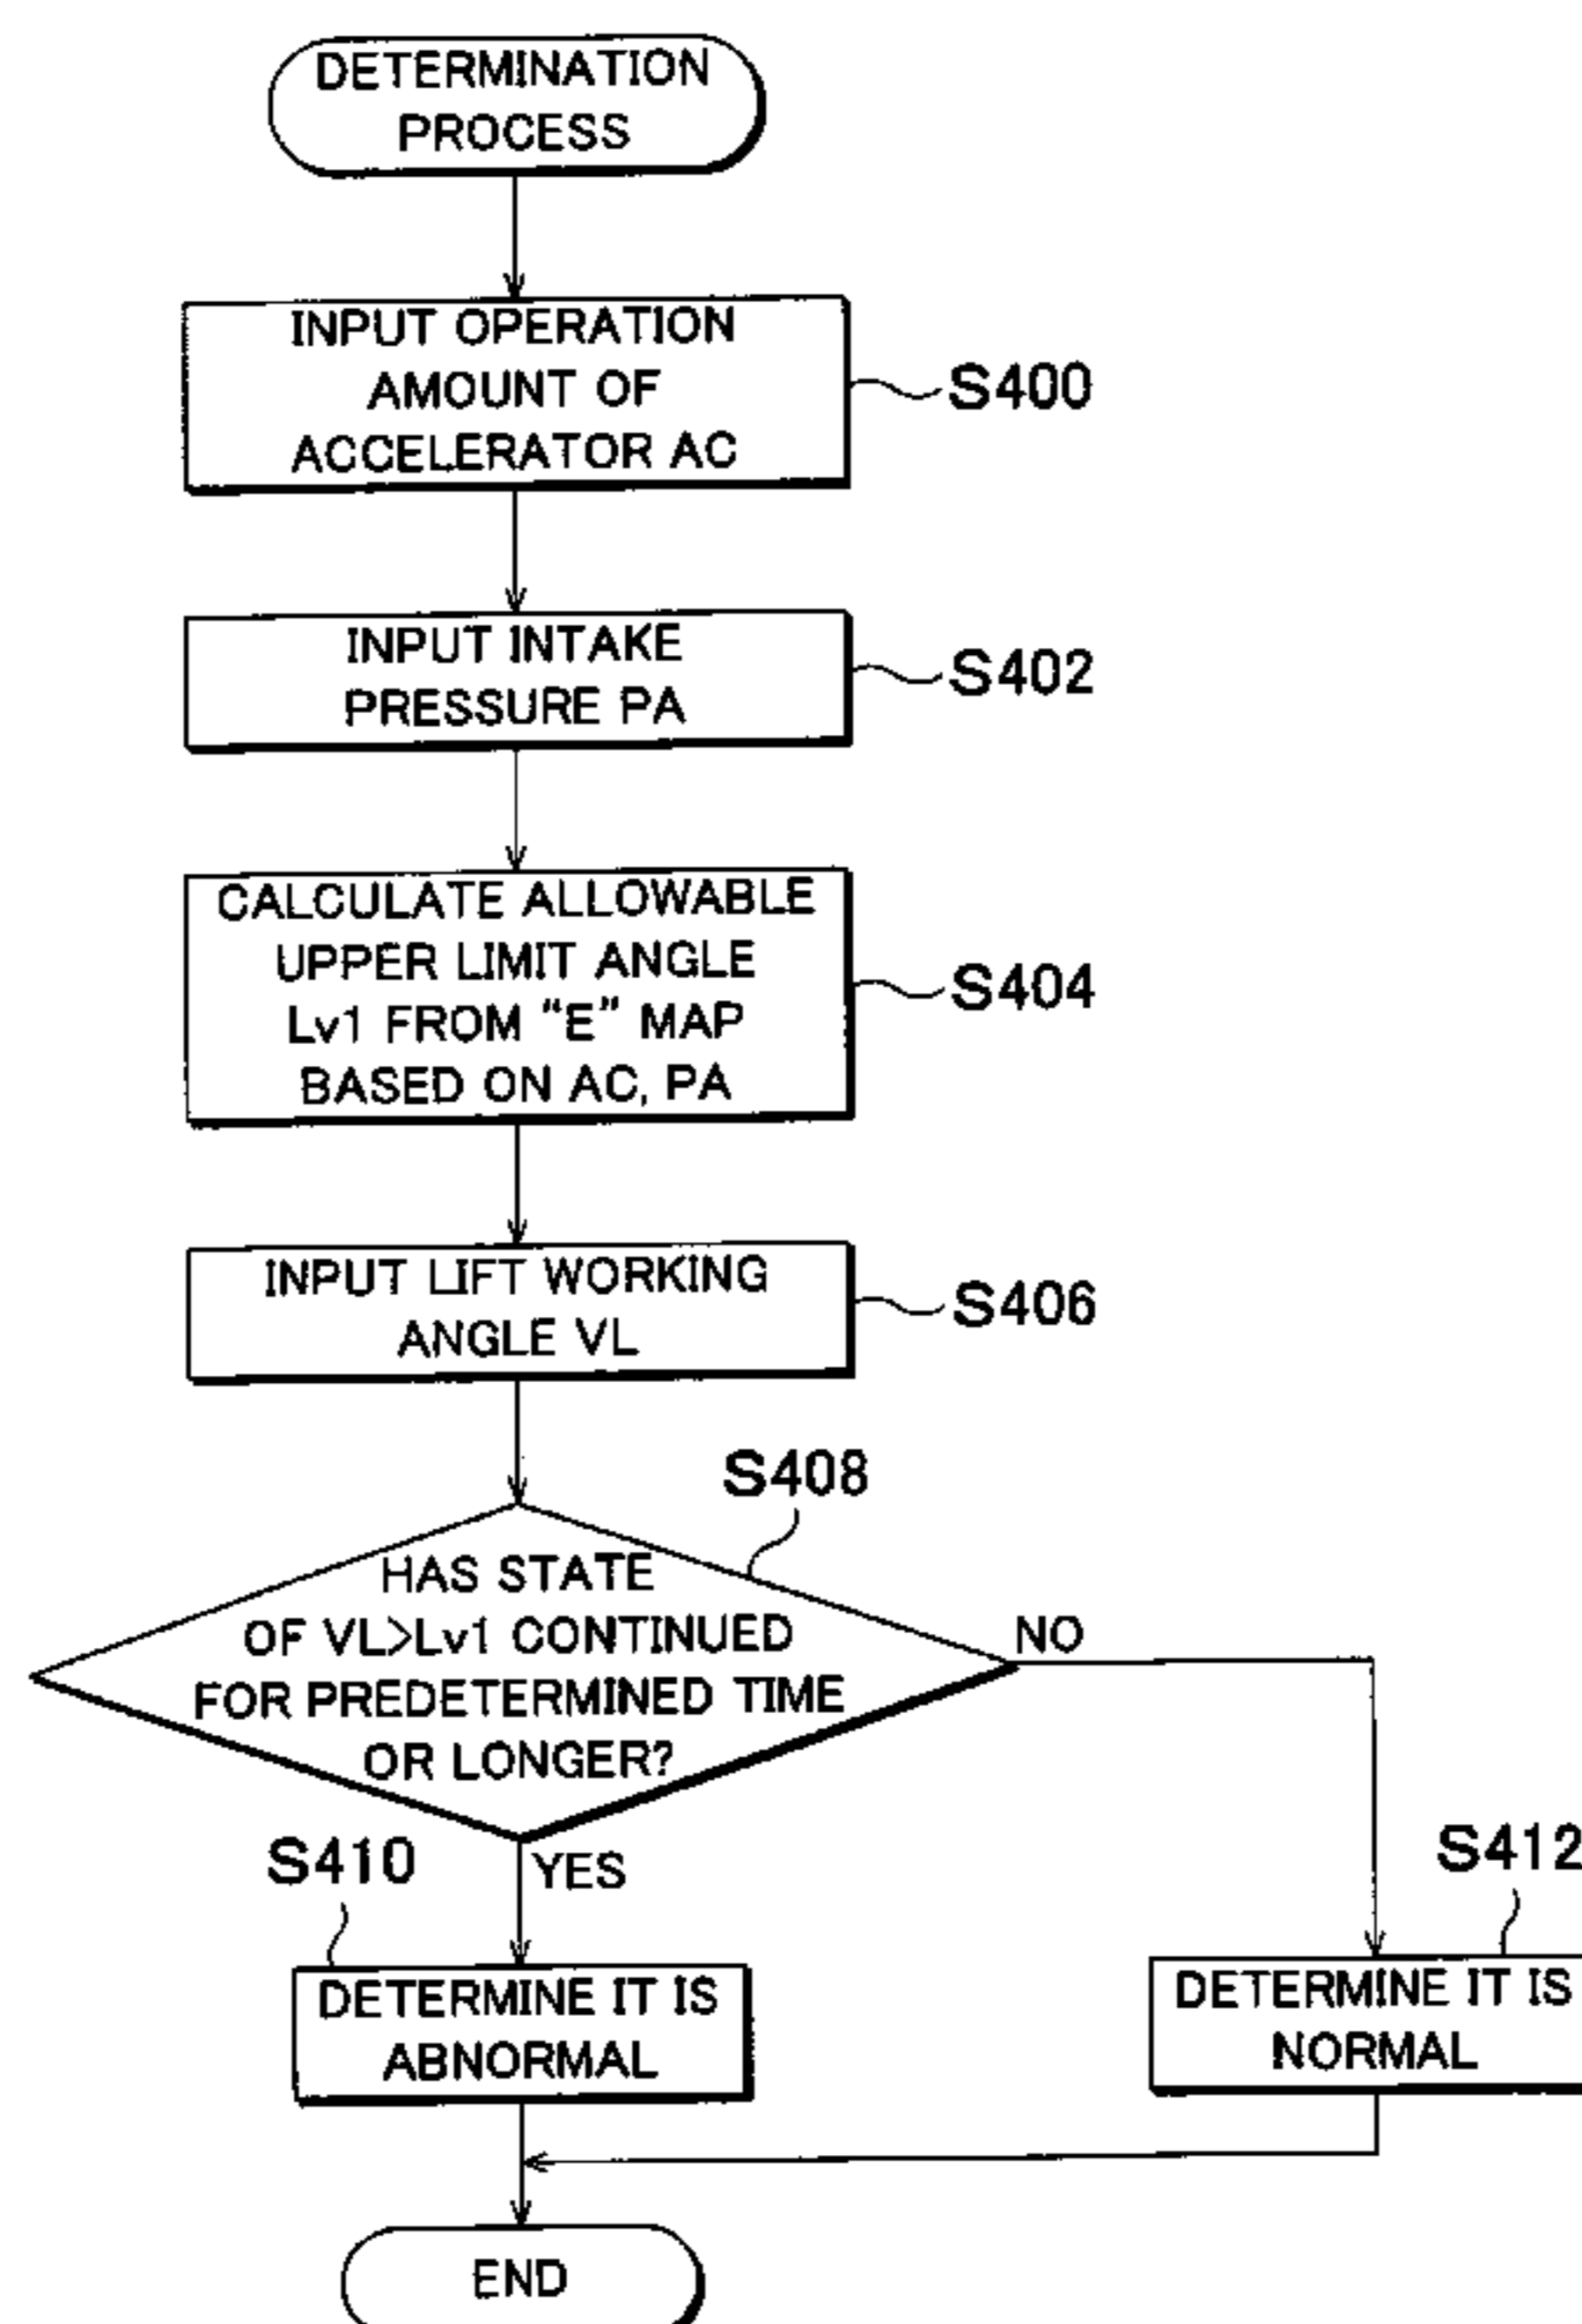 DETERMINATION
PROCESS
INPUT OPERATION
AMOUNT OF
ACCELERATOR AC
S400
INPUT INTAKE
PRESSURE PA
S402
CALCULATE ALLOWABLE
UPPER LIMIT ANGLE
Lv1 FROM “E” MAP
BASED ON AC, PA
S404
INPUT LIFT WORKING
ANGLE VL
S406
S408
HAS STATE
OF VL>Lv1 CONTINUED
FOR PREDETERMINED TIME
OR LONGER?
NO
YES
S410
DETERMINE IT IS
ABNORMAL
S412
DETERMINE IT IS
NORMAL
END